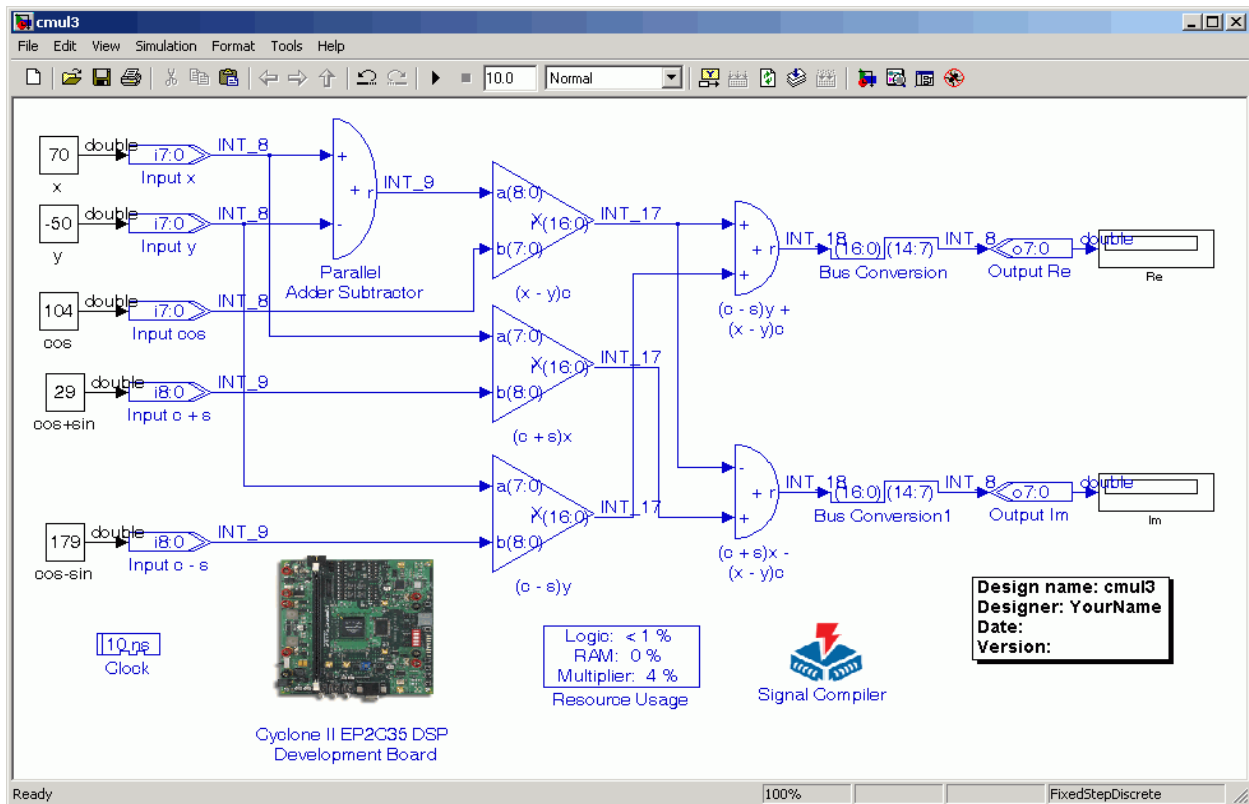 cmul3
File Edit View Simulation Format Tools Help
10.0 Normal
70
x
double
i7:0
Input x
INT_8
-50
y
double
i7:0
Input y
INT_8
+
-
+ r
Parallel
Adder Subtractor
INT_9
104
cos
double
i7:0
Input cos
INT_8
29
cos+sin
double
i8:0
Input c + s
INT_9
179
cos-sin
double
i8:0
Input c - s
INT_9
a(8:0)
b(7:0)
X
r(16:0)
(x - y)c
INT_17
a(7:0)
b(8:0)
X
r(16:0)
(c + s)x
INT_17
a(7:0)
b(8:0)
X
r(16:0)
(c - s)y
INT_17
+
+
+ r
(c - s)y +
(x - y)c
INT_18
(16:0) (14:7)
Bus Conversion
INT_8
o7:0
Output Re
double
Re
-
+
+ r
(c + s)x -
(x - y)c
INT_18
(16:0) (14:7)
Bus Conversion1
INT_8
o7:0
Output Im
double
Im
10 ns
Clock
Cyclone II EP2C35 DSP
Development Board
Logic: < 1 %
RAM: 0 %
Multiplier: 4 %
Resource Usage
Signal Compiler
Design name: cmul3
Designer: YourName
Date:
Version:
Ready
100%
FixedStepDiscrete